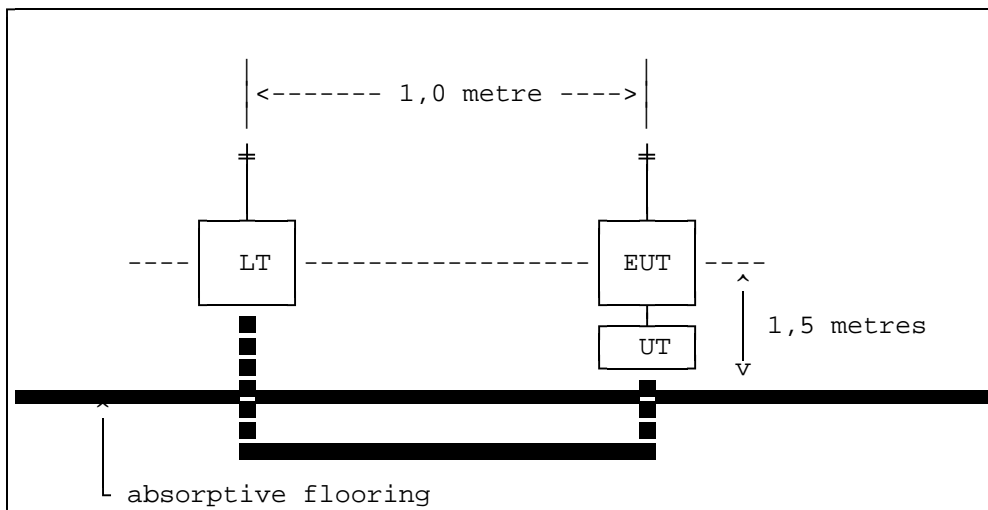 <------- 1,0 metre ---->
LT
EUT
1,5 metres
UT
absorptive flooring